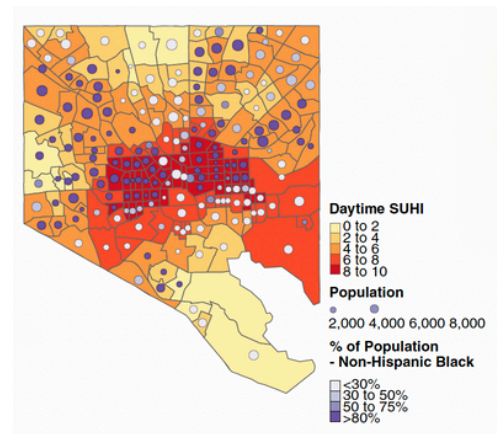 Daytime SUHI
0 to 2
2 to 4
4 to 6
6 to 8
8 to 10
Population
2,000 4,000 6,000 8,000
% of Population
- Non-Hispanic Black
<30%
30 to 50%
50 to 75%
>80%